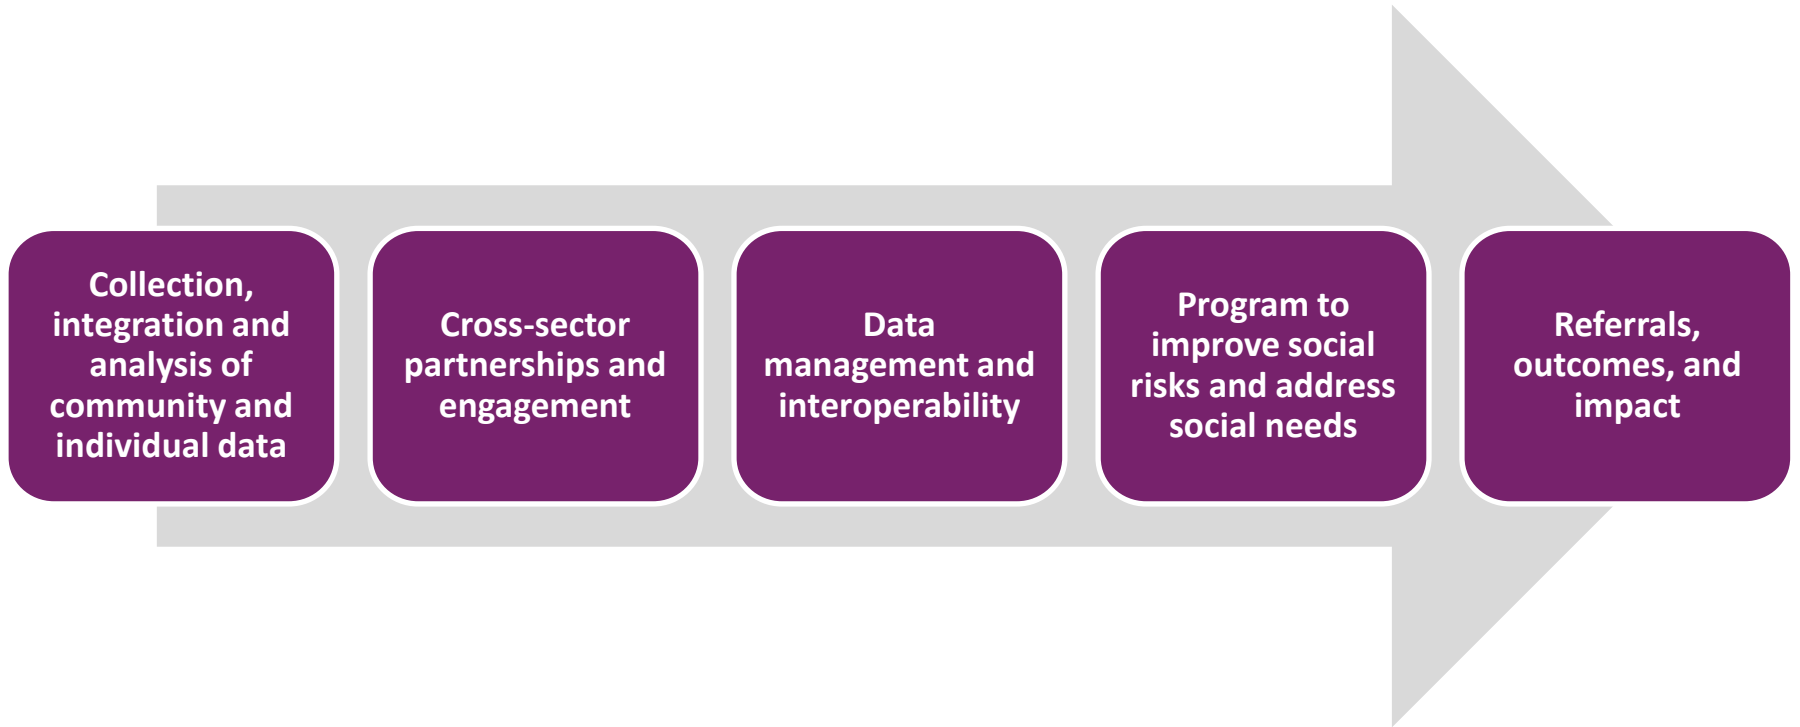 Collection,
integration and
analysis of
community and
individual data
Cross-sector
partnerships and
engagement
Data
management and
interoperability
Program to
improve social
risks and address
social needs
Referrals,
outcomes, and
impact